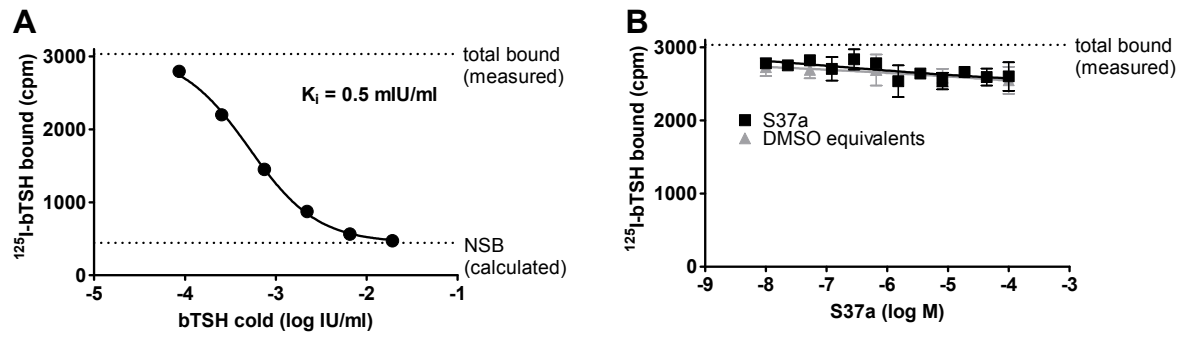 A
3000
2000
1000
0
-5
-4
-3
-2
-1
¹²⁵I-bTSH bound (cpm)
bTSH cold (log IU/ml)
total bound
(measured)
Kᵢ = 0.5 mIU/ml
NSB
(calculated)
B
3000
2000
1000
0
-9
-8
-7
-6
-5
-4
-3
¹²⁵I-bTSH bound (cpm)
S37a (log M)
total bound
(measured)
S37a
DMSO equivalents